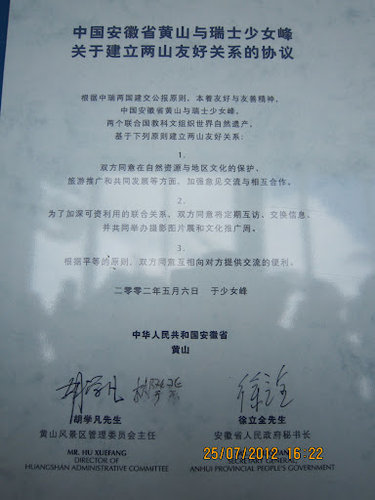 中国安徽省黄山与瑞士少女峰
关于建立两山友好关系的协议
根据中瑞两国建交公报原则，本着友好与友善精神，
中国安徽省黄山与瑞士少女峰，
两个联合国教科文组织世界自然遗产，
基于下列原则建立两山友好关系：
1.
双方同意在自然资源与地区文化的保护、
旅游推广和共同发展等方面，加强意见交流与相互合作。
2.
为了加深可资利用的联合关系，双方同意将定期互访、交换信息，
并共同举办摄影图片展和文化推广周。
3.
根据平等的原则，双方同意互相向对方提供交流的便利。
二零零二年五月六日 于少女峰
中华人民共和国安徽省
黄山
胡学凡先生
黄山风景区管理委员会主任
MR. HU XUEFANG
DIRECTOR OF
HUANGSHAN ADMINISTRATIVE COMMITTEE
徐立全先生
安徽省人民政府秘书长
SECRETARY GENERAL
ANHUI PROVINCIAL PEOPLE'S GOVERNMENT
25/07/2012 16:22